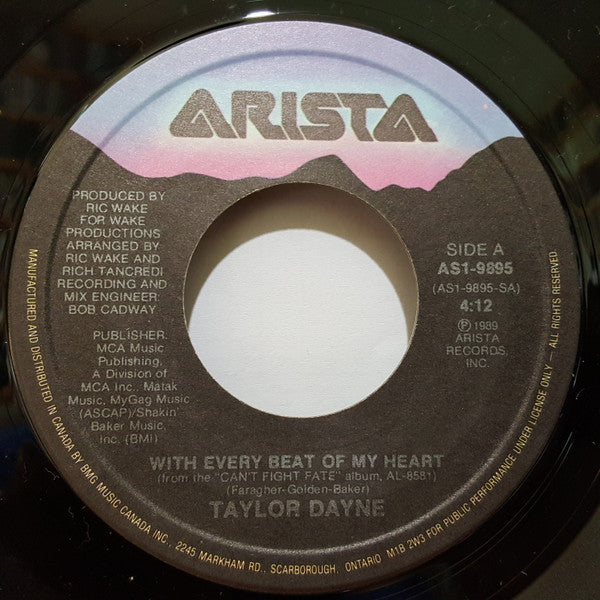 ARISTA
PRODUCED BY
RIC WAKE
FOR WAKE
PRODUCTIONS
ARRANGED BY
RIC WAKE AND
RICH TANCREDI
RECORDING AND
MIX ENGINEER:
BOB CADWAY
PUBLISHER:
MCA Music
Publishing,
A Division of
MCA Inc., Matak
Music, MyGag Music
(ASCAP)/Shakin'
Baker Music,
Inc. (BMI)
SIDE A
AS1-9895
(AS1-9895-SA)
4:12
Ⓟ 1989
ARISTA
RECORDS,
INC.
WITH EVERY BEAT OF MY HEART
(from the "CAN'T FIGHT FATE" album, AL-8581)
(Faragher-Golden-Baker)
TAYLOR DAYNE
MANUFACTURED AND DISTRIBUTED IN CANADA BY BMG MUSIC CANADA INC., 2245 MARKHAM RD., SCARBOROUGH, ONTARIO M1B 2W3 FOR PUBLIC PERFORMANCE UNDER LICENSE ONLY — ALL RIGHTS RESERVED